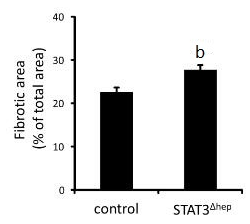 40
30
20
10
0
Fibrotic area
(% of total area)
b
control
STAT3Δhep